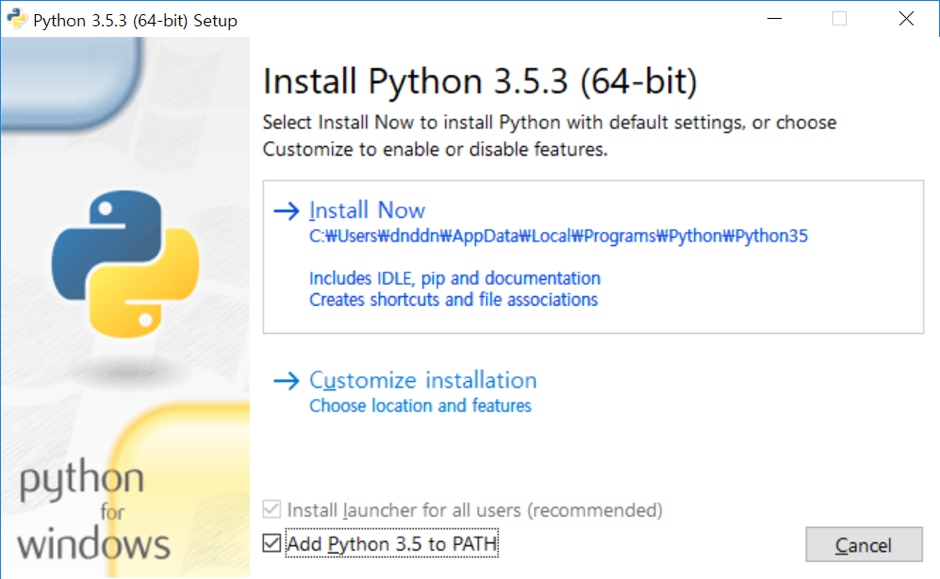 Python 3.5.3 (64-bit) Setup
Install Python 3.5.3 (64-bit)
Select Install Now to install Python with default settings, or choose
Customize to enable or disable features.
Install Now
C:₩Users₩dnddn₩AppData₩Local₩Programs₩Python₩Python35
Includes IDLE, pip and documentation
Creates shortcuts and file associations
Customize installation
Choose location and features
python
for
windows
Install launcher for all users (recommended)
Add Python 3.5 to PATH
Cancel